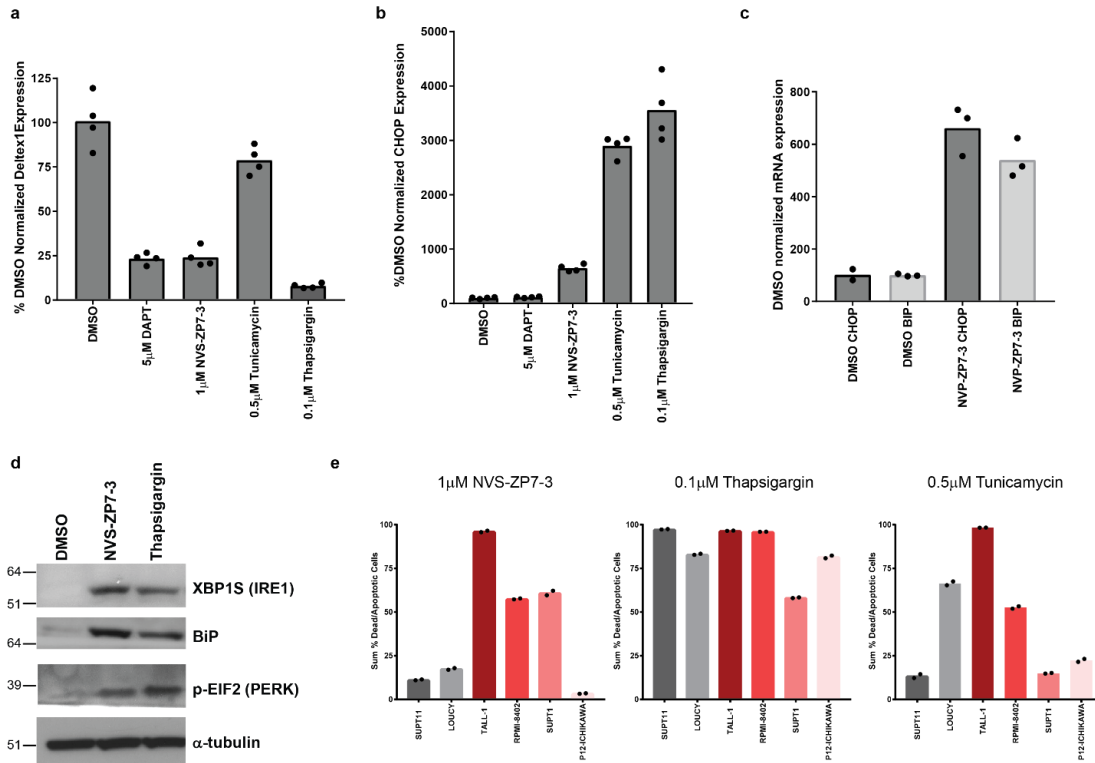 a
% DMSO Normalized Deltex1Expression
125
100
75
50
25
0
DMSO
5μM DAPT
1μM NVS-ZP7-3
0.5μM Tunicamycin
0.1μM Thapsigargin
b
%DMSO Normalized CHOP Expression
5000
4000
3000
2000
1000
0
DMSO
5μM DAPT
1μM NVS-ZP7-3
0.5μM Tunicamycin
0.1μM Thapsigargin
c
DMSO normalized mRNA expression
800
600
400
200
0
DMSO CHOP
DMSO BIP
NVP-ZP7-3 CHOP
NVP-ZP7-3 BIP
d
DMSO
NVS-ZP7-3
Thapsigargin
64
51
XBP1S (IRE1)
64
BiP
39
p-EIF2 (PERK)
51
α-tubulin
e
1μM NVS-ZP7-3
Sum % Dead/Apoptotic Cells
100
75
50
25
0
SUPT11
LOUCY
TALL-1
RPMI-8402
SUPT1
P12-ICHIKAWA
0.1μM Thapsigargin
Sum % Dead/Apoptotic Cells
100
75
50
25
0
SUPT11
LOUCY
TALL-1
RPMI-8402
SUPT1
P12-ICHIKAWA
0.5μM Tunicamycin
Sum % Dead/Apoptotic Cells
100
75
50
25
0
SUPT11
LOUCY
TALL-1
RPMI-8402
SUPT1
P12-ICHIKAWA